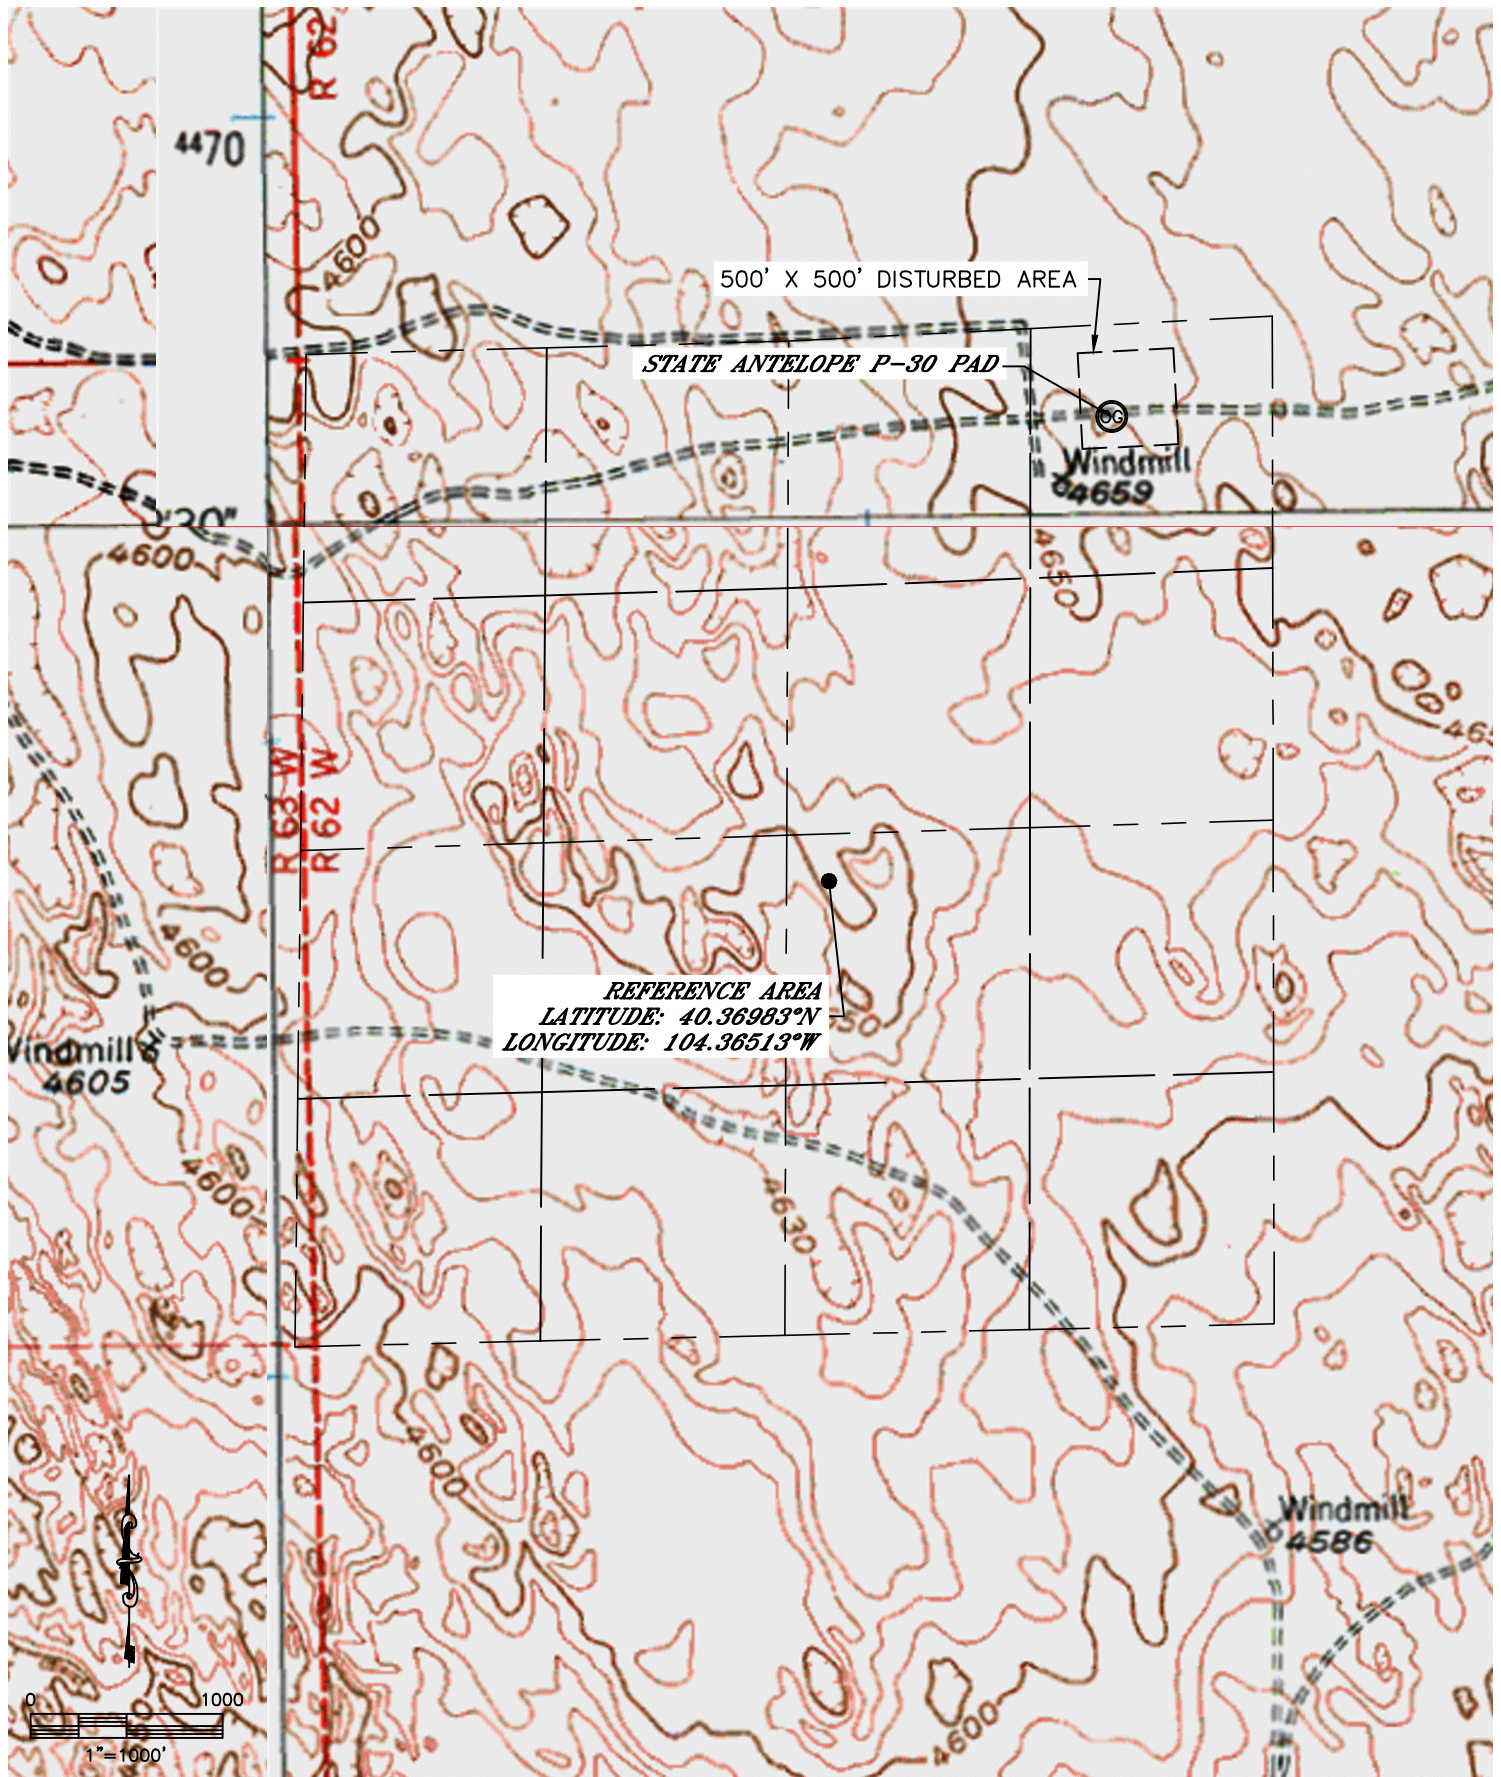 R 62
4470
4600
500' X 500' DISTURBED AREA
STATE ANTELOPE P-30 PAD
OG
Windmill
4659
4600
4650
R 63 W
R 62 W
4600
REFERENCE AREA
LATITUDE: 40.36983°N
LONGITUDE: 104.36513°W
Windmill
4605
4600
4630
4600
Windmill
4586
4600
0 1000
1"=1000'